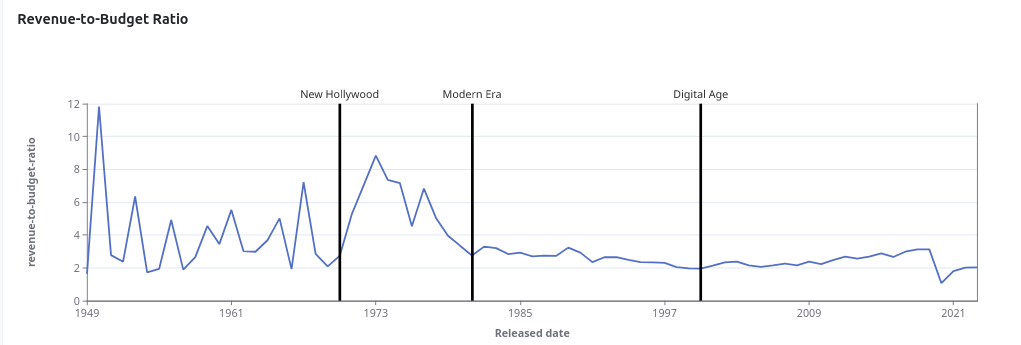 Revenue-to-Budget Ratio
New Hollywood
Modern Era
Digital Age
12
10
8
6
4
2
0
revenue-to-budget-ratio
1949
1961
1973
1985
1997
2009
2021
Released date